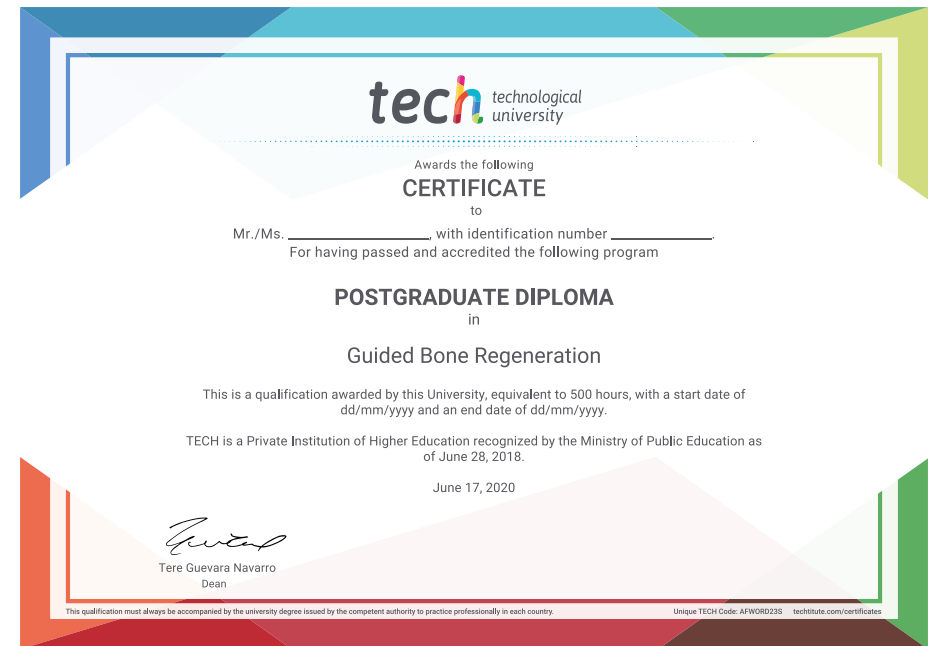 tech technological
university
Awards the following
CERTIFICATE
to
Mr./Ms. ____________________, with identification number ______________.
For having passed and accredited the following program
POSTGRADUATE DIPLOMA
in
Guided Bone Regeneration
This is a qualification awarded by this University, equivalent to 500 hours, with a start date of
dd/mm/yyyy and an end date of dd/mm/yyyy.
TECH is a Private Institution of Higher Education recognized by the Ministry of Public Education as
of June 28, 2018.
June 17, 2020
Tere Guevara Navarro
Dean
This qualification must always be accompanied by the university degree issued by the competent authority to practice professionally in each country. Unique TECH Code: AFWORD23S techtitute.com/certificates